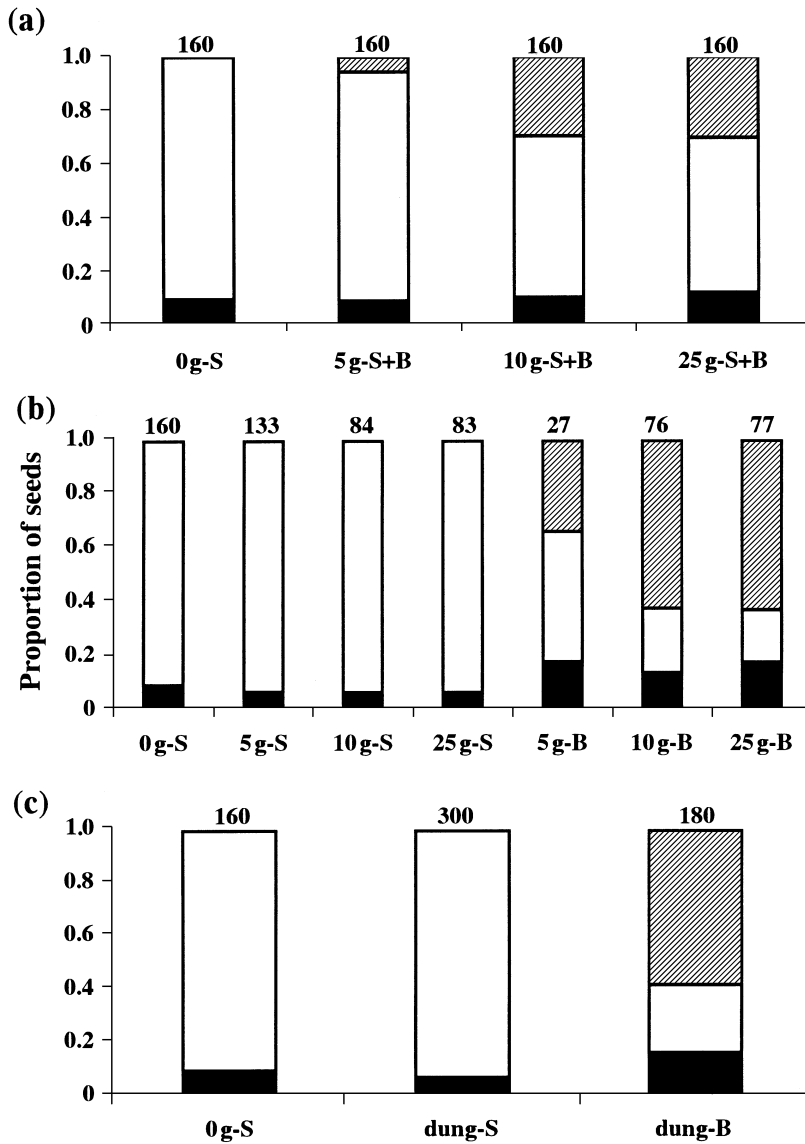 (a)
160 160 160 160
1.0
0.8
0.6
0.4
0.2
0
0g-S 5g-S+B 10g-S+B 25g-S+B
(b)
Proportion of seeds
160 133 84 83 27 76 77
1.0
0.8
0.6
0.4
0.2
0
0g-S 5g-S 10g-S 25g-S 5g-B 10g-B 25g-B
(c)
160 300 180
1.0
0.8
0.6
0.4
0.2
0
0g-S dung-S dung-B